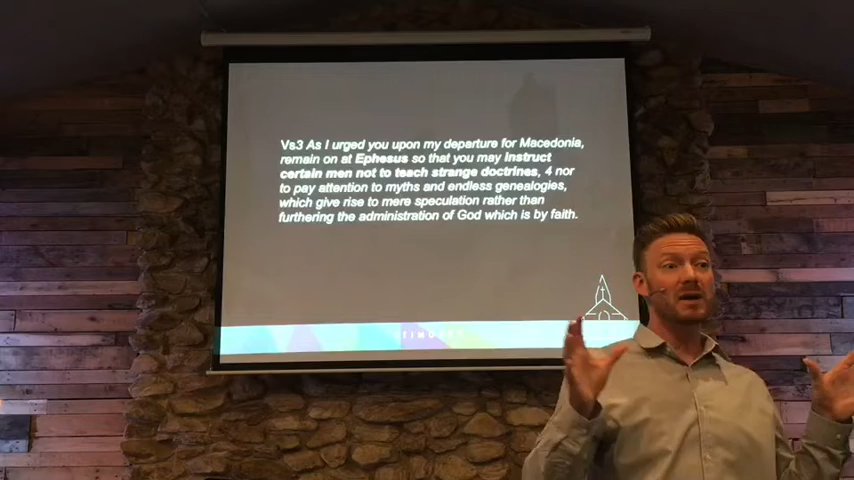 Vs3 As I urged you upon my departure for Macedonia,
remain on at Ephesus so that you may Instruct
certain men not to teach strange doctrines, 4 nor
to pay attention to myths and endless genealogies,
which give rise to mere speculation rather than
furthering the administration of God which is by faith.